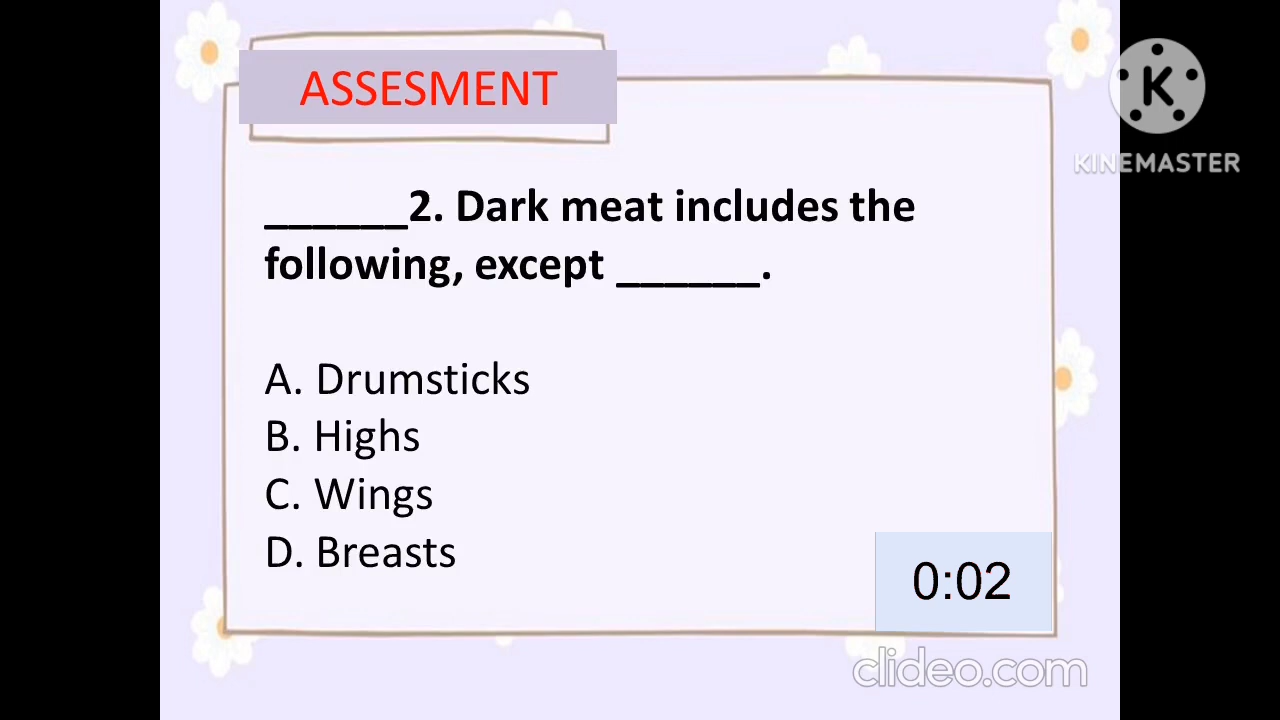 ASSESMENT
K
KINEMASTER
______2. Dark meat includes the
following, except ______.
A. Drumsticks
B. Highs
C. Wings
D. Breasts
0:02
clideo.com